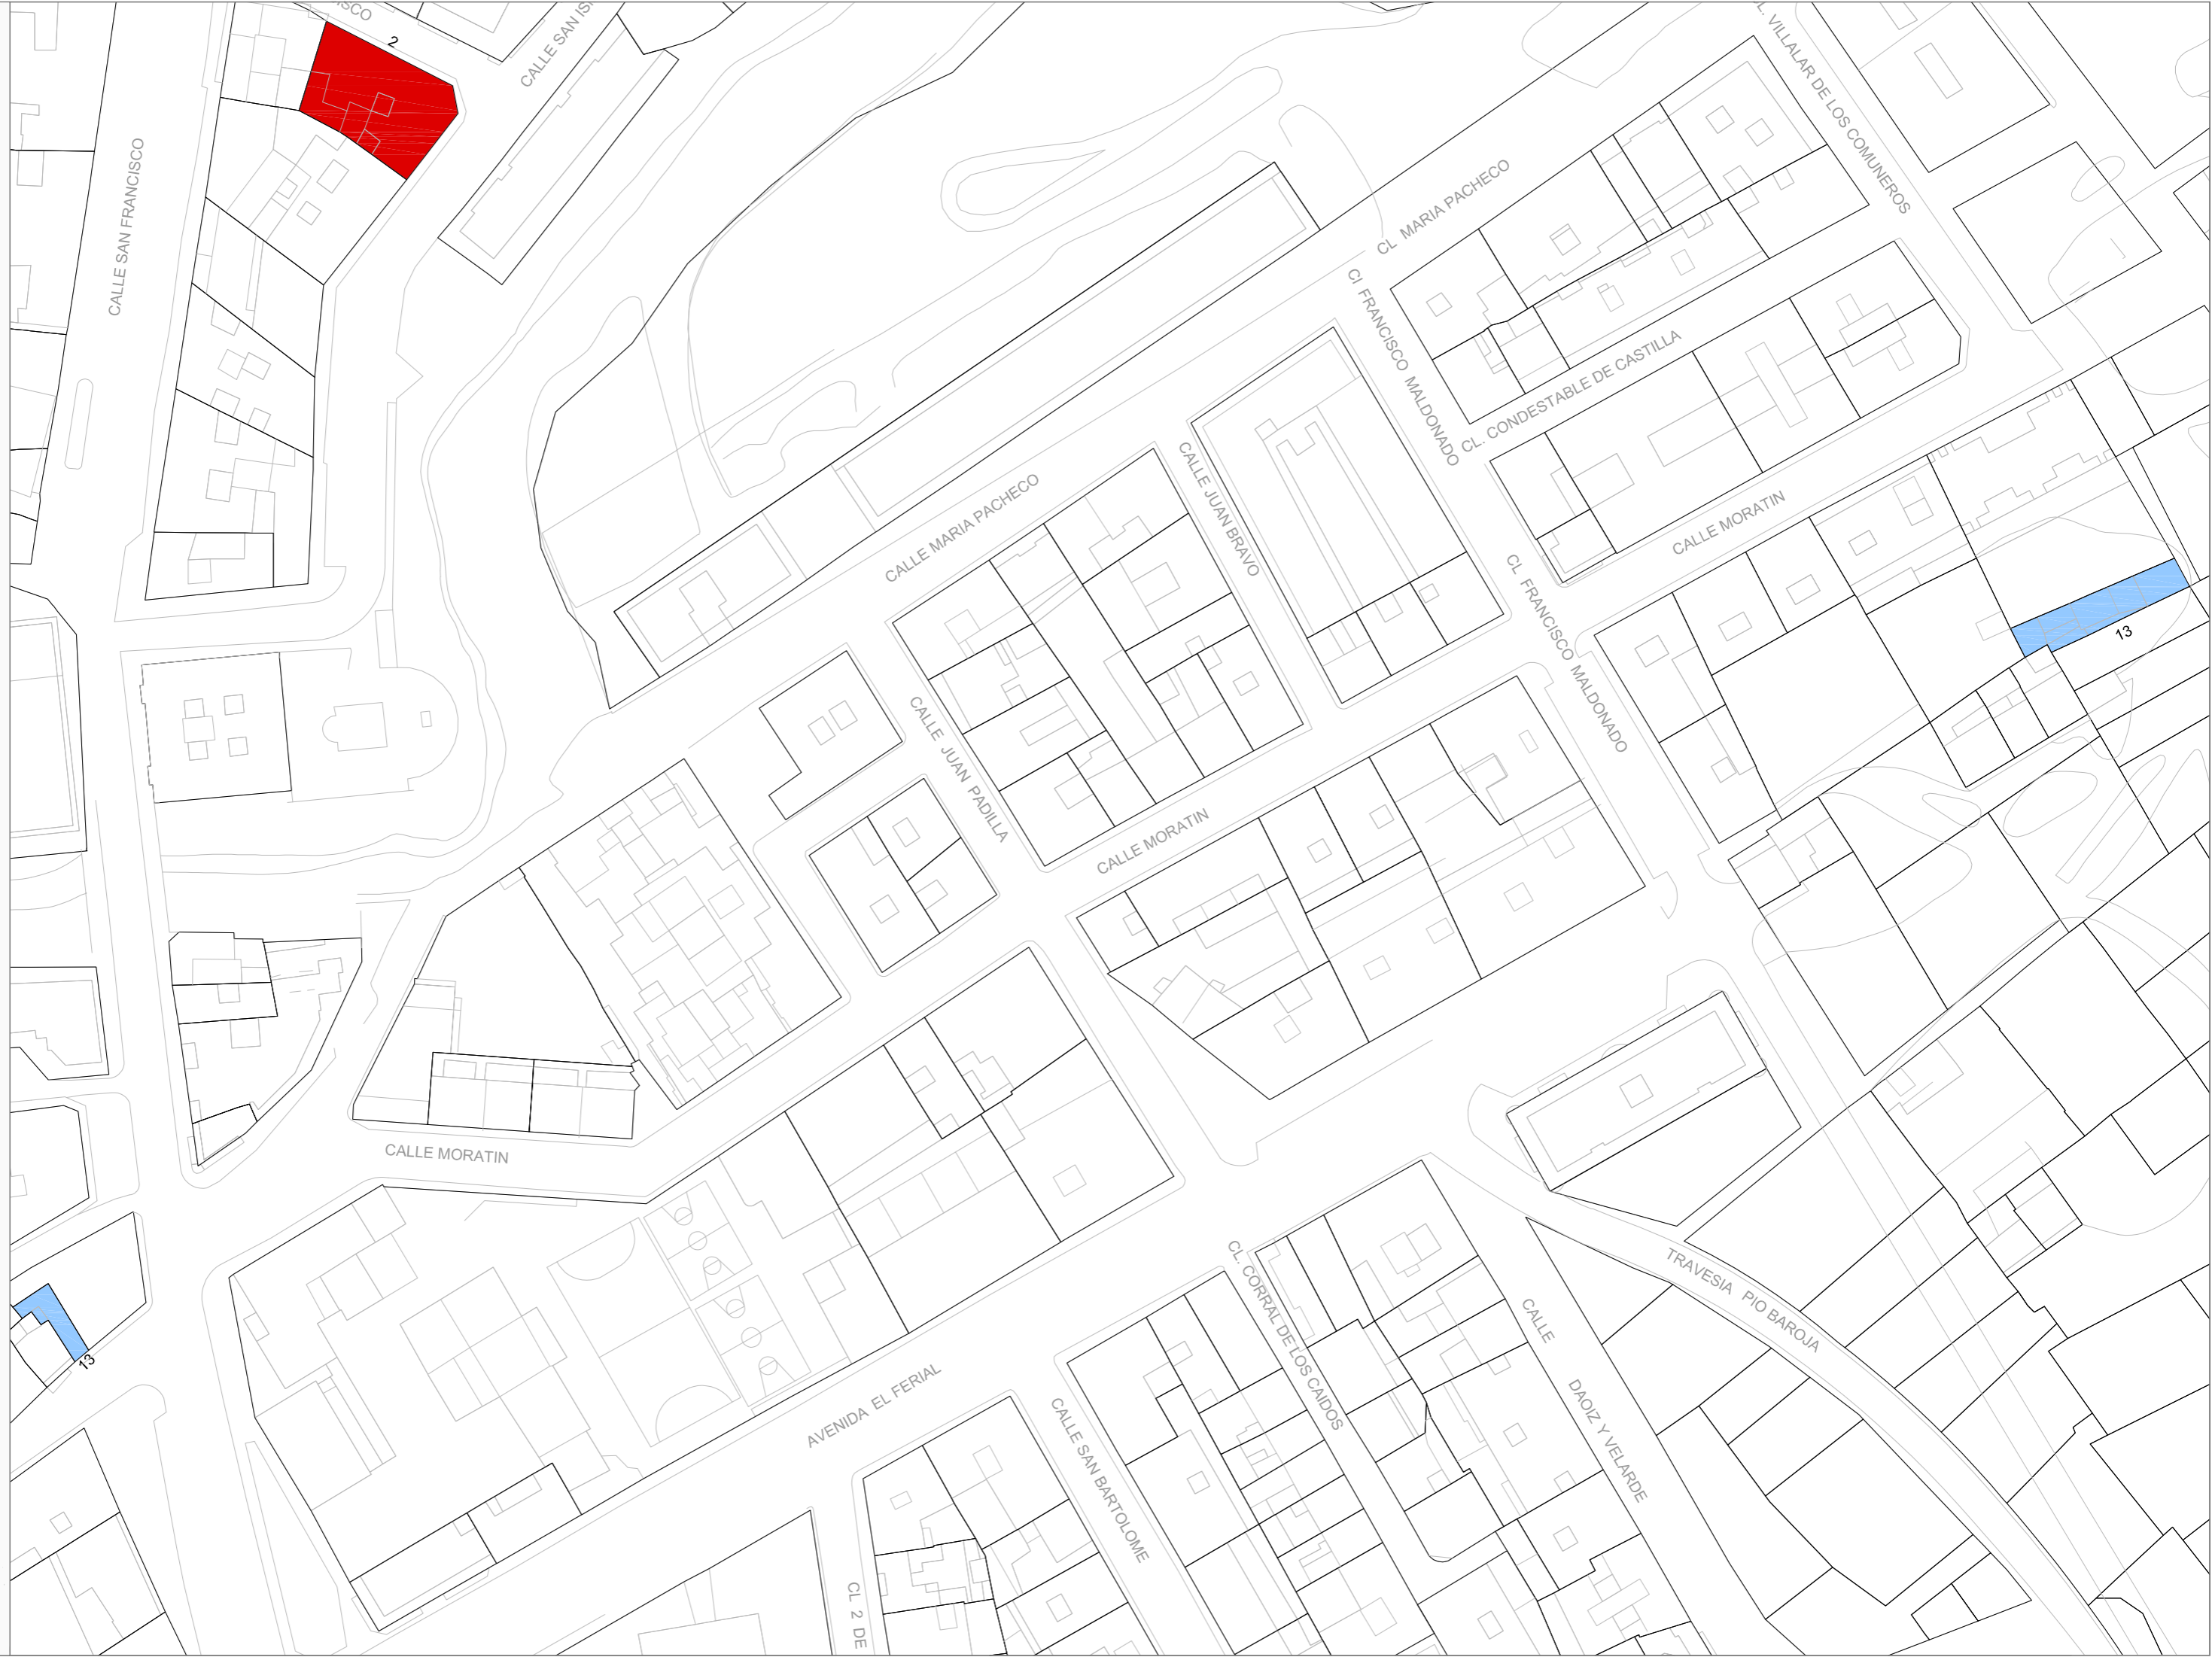 2
CALLE SAN FRANCISCO
CL. VILLALAR DE LOS COMUNEROS
CL MARIA PACHECO
Cl FRANCISCO MALDONADO
CL. CONDESTABLE DE CASTILLA
CALLE MARIA PACHECO
CALLE JUAN BRAVO
CALLE MORATIN
CL FRANCISCO MALDONADO
13
CALLE JUAN PADILLA
CALLE MORATIN
CALLE MORATIN
CL. CORRAL DE LOS CAIDOS
TRAVESIA PIO BAROJA
CALLE DAOIZ Y VELARDE
13
AVENIDA EL FERIAL
CALLE SAN BARTOLOME
CL 2 DE